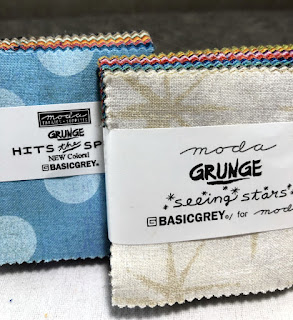 moda
GRUNGE
HITS the SP
NEW Colors!
BASICGREY
moda
GRUNGE
seeing stars
BASICGREY for moda